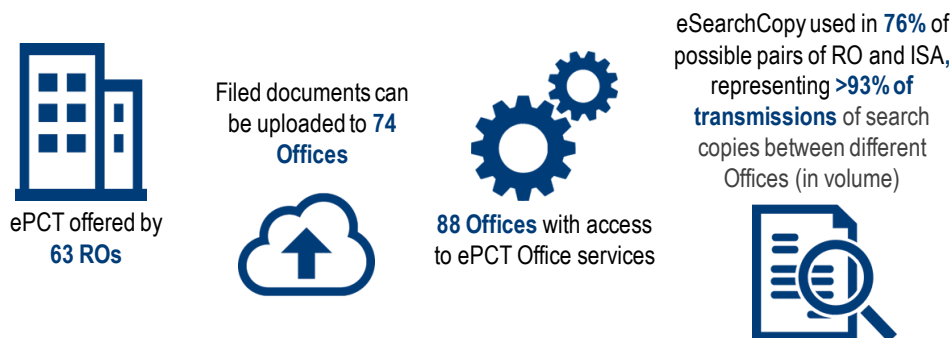 ePCT offered by
63 ROs
Filed documents can
be uploaded to 74
Offices
88 Offices with access
to ePCT Office services
eSearchCopy used in 76% of
possible pairs of RO and ISA,
representing >93% of
transmissions of search
copies between different
Offices (in volume)